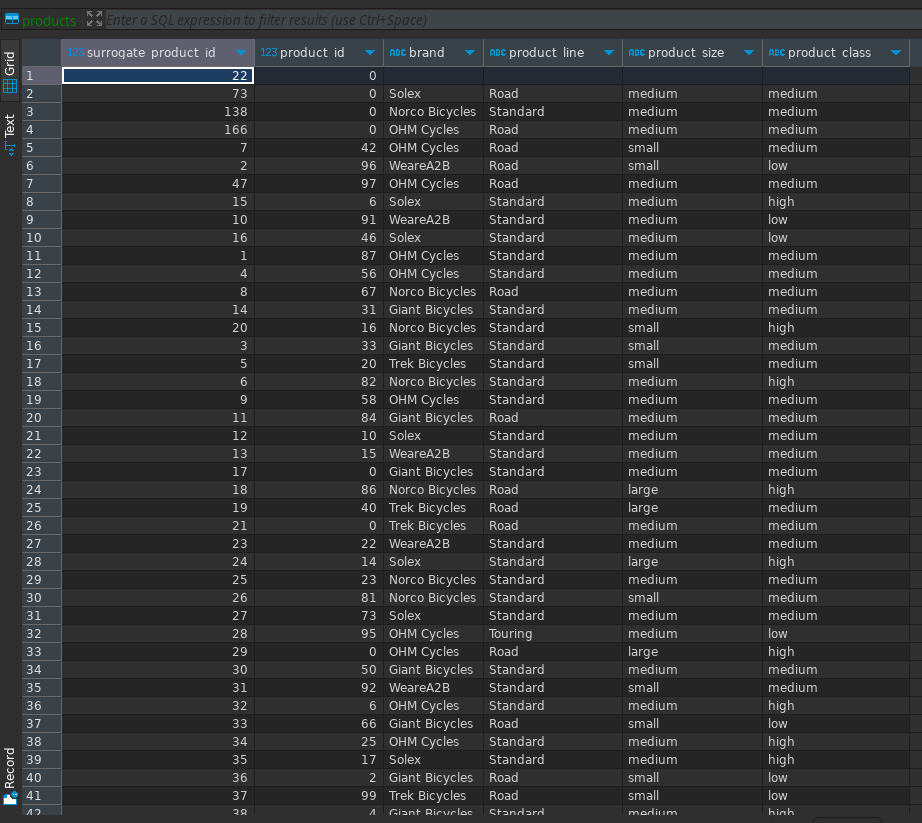 products Enter a SQL expression to filter results (use Ctrl+Space)
Grid
Text
Record
123 surrogate_product_id 123 product_id ABC brand ABC product_line ABC product_size ABC product_class
1 22 0
2 73 0 Solex Road medium medium
3 138 0 Norco Bicycles Standard medium medium
4 166 0 OHM Cycles Road medium medium
5 7 42 OHM Cycles Road small medium
6 2 96 WeareA2B Road small low
7 47 97 OHM Cycles Road medium medium
8 15 6 Solex Standard medium high
9 10 91 WeareA2B Standard medium low
10 16 46 Solex Standard medium low
11 1 87 OHM Cycles Standard medium medium
12 4 56 OHM Cycles Standard medium medium
13 8 67 Norco Bicycles Road medium medium
14 14 31 Giant Bicycles Standard medium medium
15 20 16 Norco Bicycles Standard small high
16 3 33 Giant Bicycles Standard small medium
17 5 20 Trek Bicycles Standard small medium
18 6 82 Norco Bicycles Standard medium high
19 9 58 OHM Cycles Standard medium medium
20 11 84 Giant Bicycles Road medium medium
21 12 10 Solex Standard medium medium
22 13 15 WeareA2B Standard medium medium
23 17 0 Giant Bicycles Standard medium medium
24 18 86 Norco Bicycles Road large high
25 19 40 Trek Bicycles Road large medium
26 21 0 Trek Bicycles Road medium medium
27 23 22 WeareA2B Standard medium medium
28 24 14 Solex Standard large high
29 25 23 Norco Bicycles Standard medium medium
30 26 81 Norco Bicycles Standard small medium
31 27 73 Solex Standard medium medium
32 28 95 OHM Cycles Touring medium low
33 29 0 OHM Cycles Road large high
34 30 50 Giant Bicycles Standard medium medium
35 31 92 WeareA2B Standard small medium
36 32 6 OHM Cycles Standard medium high
37 33 66 Giant Bicycles Road small low
38 34 25 OHM Cycles Standard medium high
39 35 17 Solex Standard medium high
40 36 2 Giant Bicycles Road small low
41 37 99 Trek Bicycles Road small low
42 38 4 Giant Bicycles Standard medium high